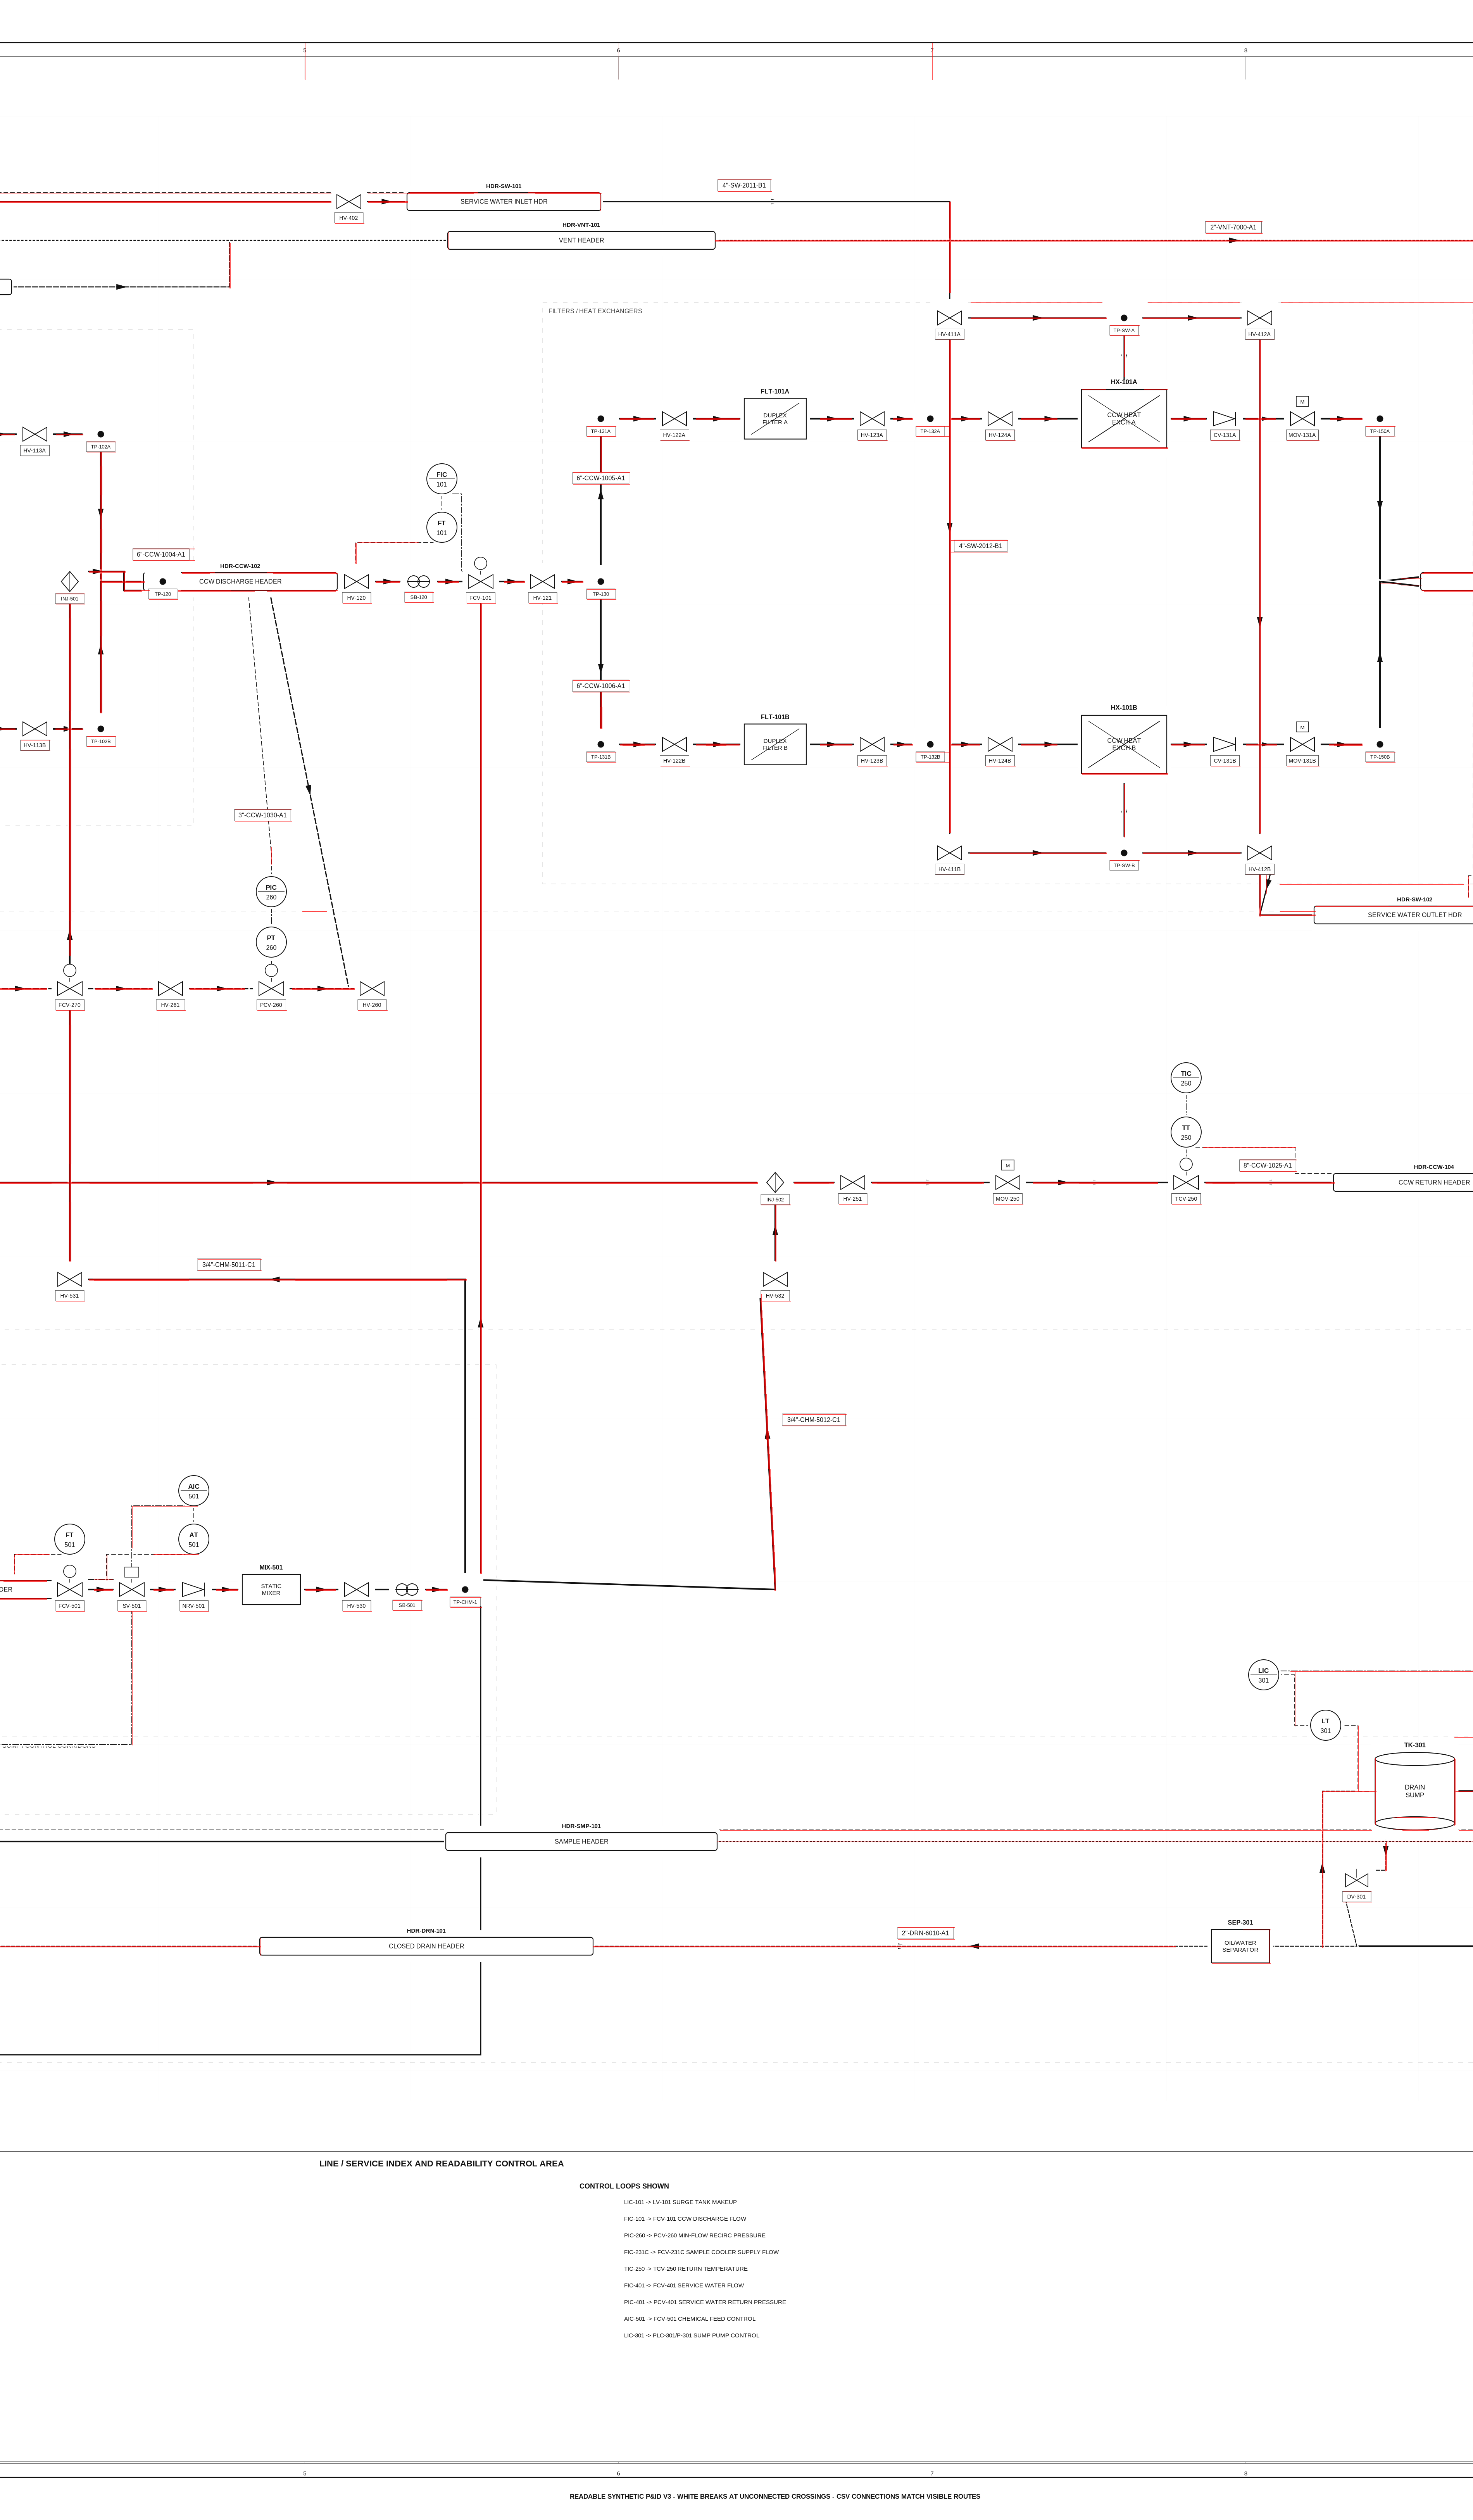 5 6 7 8
HDR-SW-101
SERVICE WATER INLET HDR
4"-SW-2011-B1
HV-402
HDR-VNT-101
VENT HEADER
2"-VNT-7000-A1
FILTERS / HEAT EXCHANGERS
HV-411A
TP-SW-A
HV-412A
HX-101A
CCW HEAT
EXCH A
FLT-101A
DUPLEX
FILTER A
M
TP-131A
HV-122A
HV-123A
TP-132A
HV-124A
CV-131A
MOV-131A
TP-150A
HV-113A
TP-102A
6"-CCW-1005-A1
FIC
101
FT
101
4"-SW-2012-B1
6"-CCW-1004-A1
HDR-CCW-102
CCW DISCHARGE HEADER
INJ-501
TP-120
HV-120
SB-120
FCV-101
HV-121
TP-130
6"-CCW-1006-A1
HX-101B
CCW HEAT
EXCH B
FLT-101B
DUPLEX
FILTER B
M
HV-113B
TP-102B
TP-131B
HV-122B
HV-123B
TP-132B
HV-124B
CV-131B
MOV-131B
TP-150B
3"-CCW-1030-A1
HV-411B
TP-SW-B
HV-412B
PIC
260
HDR-SW-102
SERVICE WATER OUTLET HDR
PT
260
FCV-270
HV-261
PCV-260
HV-260
TIC
250
TT
250
M
8"-CCW-1025-A1
HDR-CCW-104
CCW RETURN HEADER
INJ-502
HV-251
MOV-250
TCV-250
3/4"-CHM-5011-C1
HV-531
HV-532
3/4"-CHM-5012-C1
AIC
501
FT
501
AT
501
MIX-501
STATIC
MIXER
DER
FCV-501
SV-501
NRV-501
HV-530
SB-501
TP-CHM-1
LIC
301
LT
301
TK-301
DRAIN
SUMP
HDR-SMP-101
SAMPLE HEADER
DV-301
HDR-DRN-101
CLOSED DRAIN HEADER
2"-DRN-6010-A1
SEP-301
OIL/WATER
SEPARATOR
LINE / SERVICE INDEX AND READABILITY CONTROL AREA
CONTROL LOOPS SHOWN
LIC-101 -> LV-101 SURGE TANK MAKEUP
FIC-101 -> FCV-101 CCW DISCHARGE FLOW
PIC-260 -> PCV-260 MIN-FLOW RECIRC PRESSURE
FIC-231C -> FCV-231C SAMPLE COOLER SUPPLY FLOW
TIC-250 -> TCV-250 RETURN TEMPERATURE
FIC-401 -> FCV-401 SERVICE WATER FLOW
PIC-401 -> PCV-401 SERVICE WATER RETURN PRESSURE
AIC-501 -> FCV-501 CHEMICAL FEED CONTROL
LIC-301 -> PLC-301/P-301 SUMP PUMP CONTROL
5 6 7 8
READABLE SYNTHETIC P&ID V3 - WHITE BREAKS AT UNCONNECTED CROSSINGS - CSV CONNECTIONS MATCH VISIBLE ROUTES